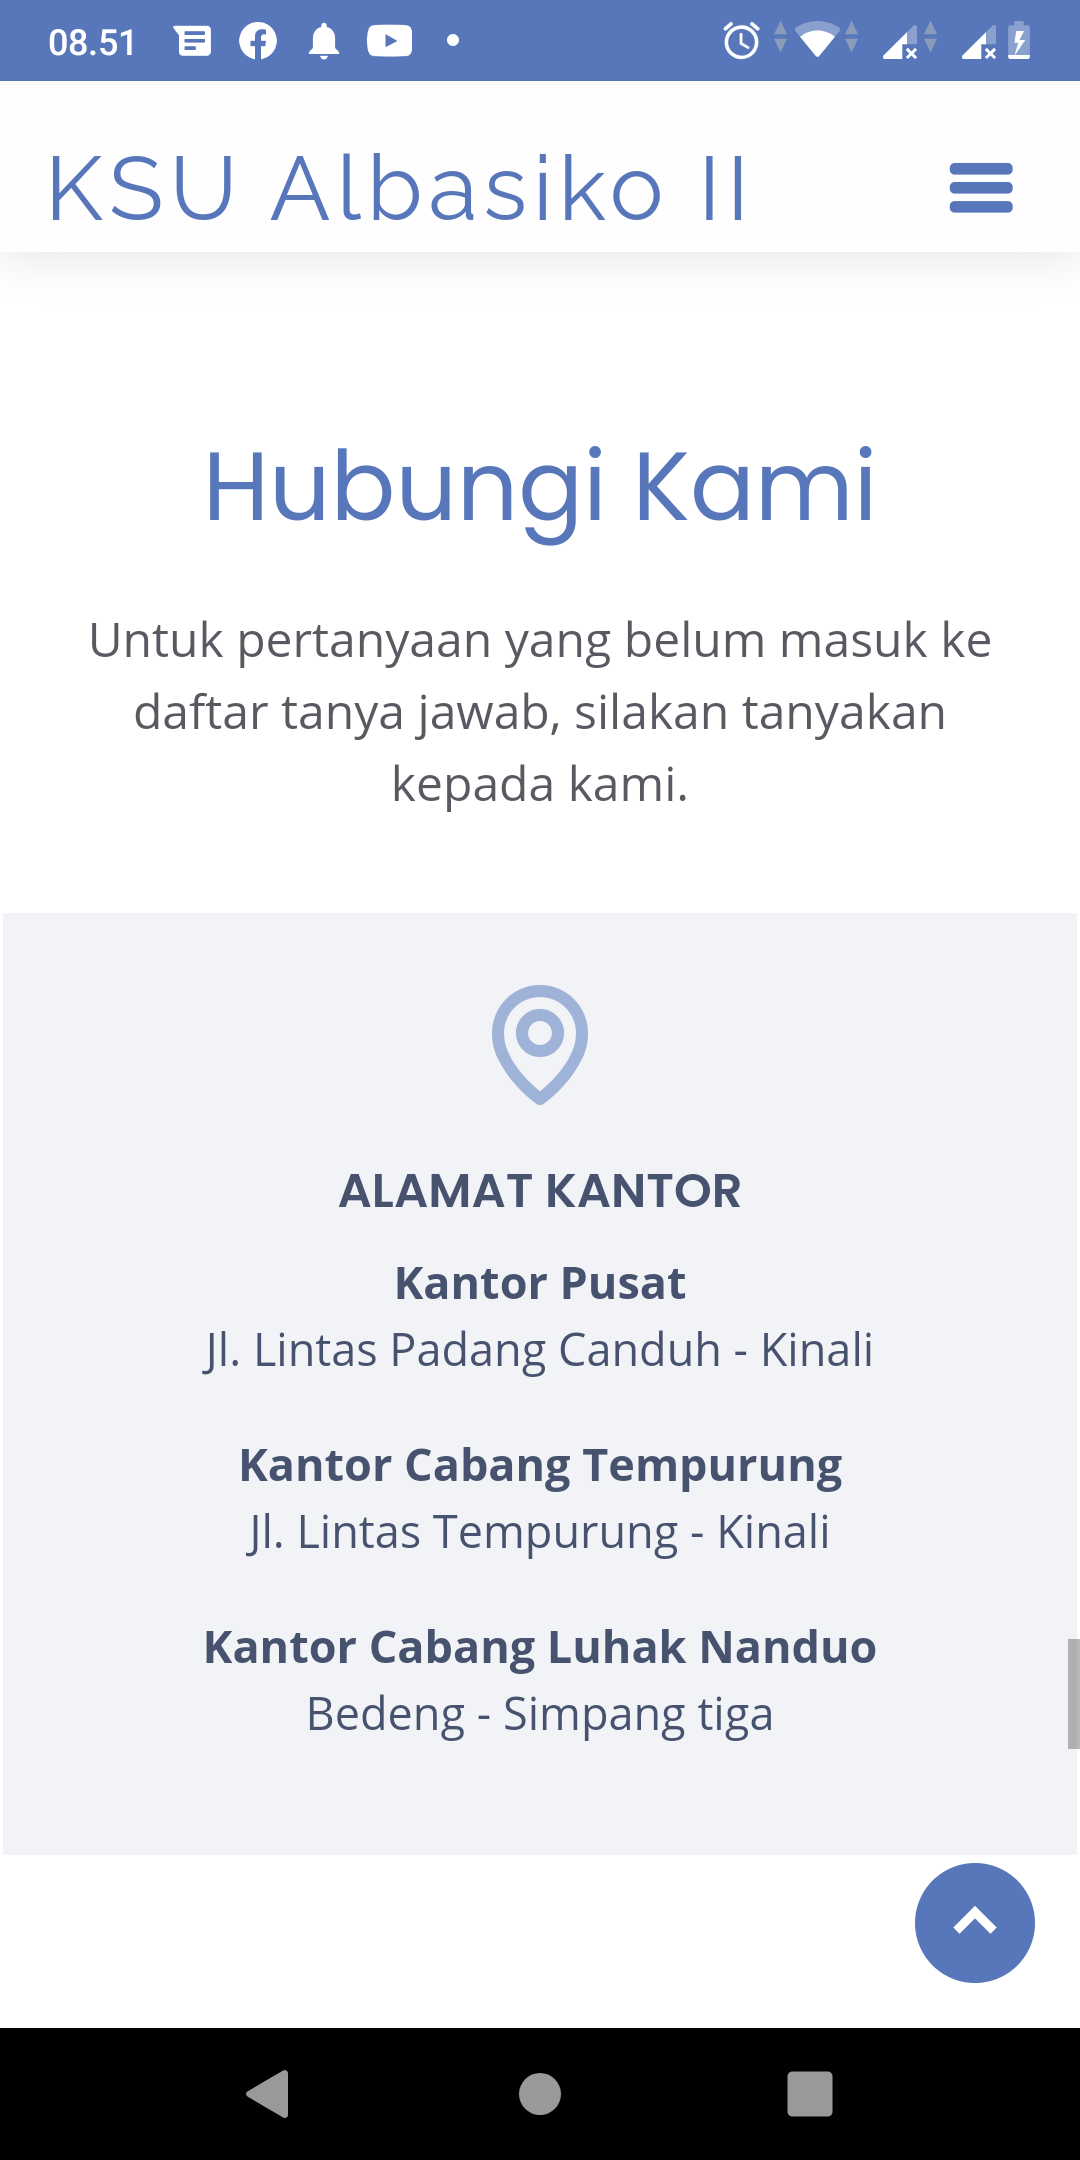 08.51
KSU Albasiko II
Hubungi Kami
Untuk pertanyaan yang belum masuk ke
daftar tanya jawab, silakan tanyakan
kepada kami.
ALAMAT KANTOR
Kantor Pusat
Jl. Lintas Padang Canduh - Kinali
Kantor Cabang Tempurung
Jl. Lintas Tempurung - Kinali
Kantor Cabang Luhak Nanduo
Bedeng - Simpang tiga